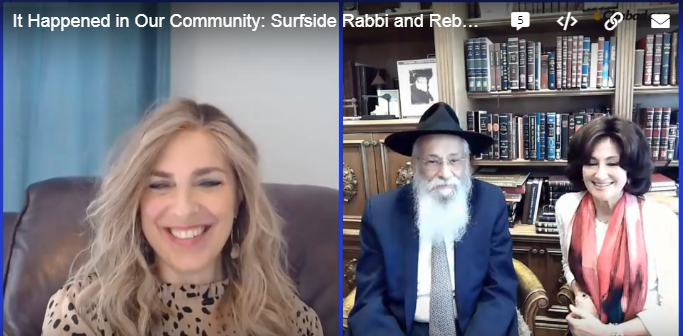 It Happened in Our Community: Surfside Rabbi and Reb...
5